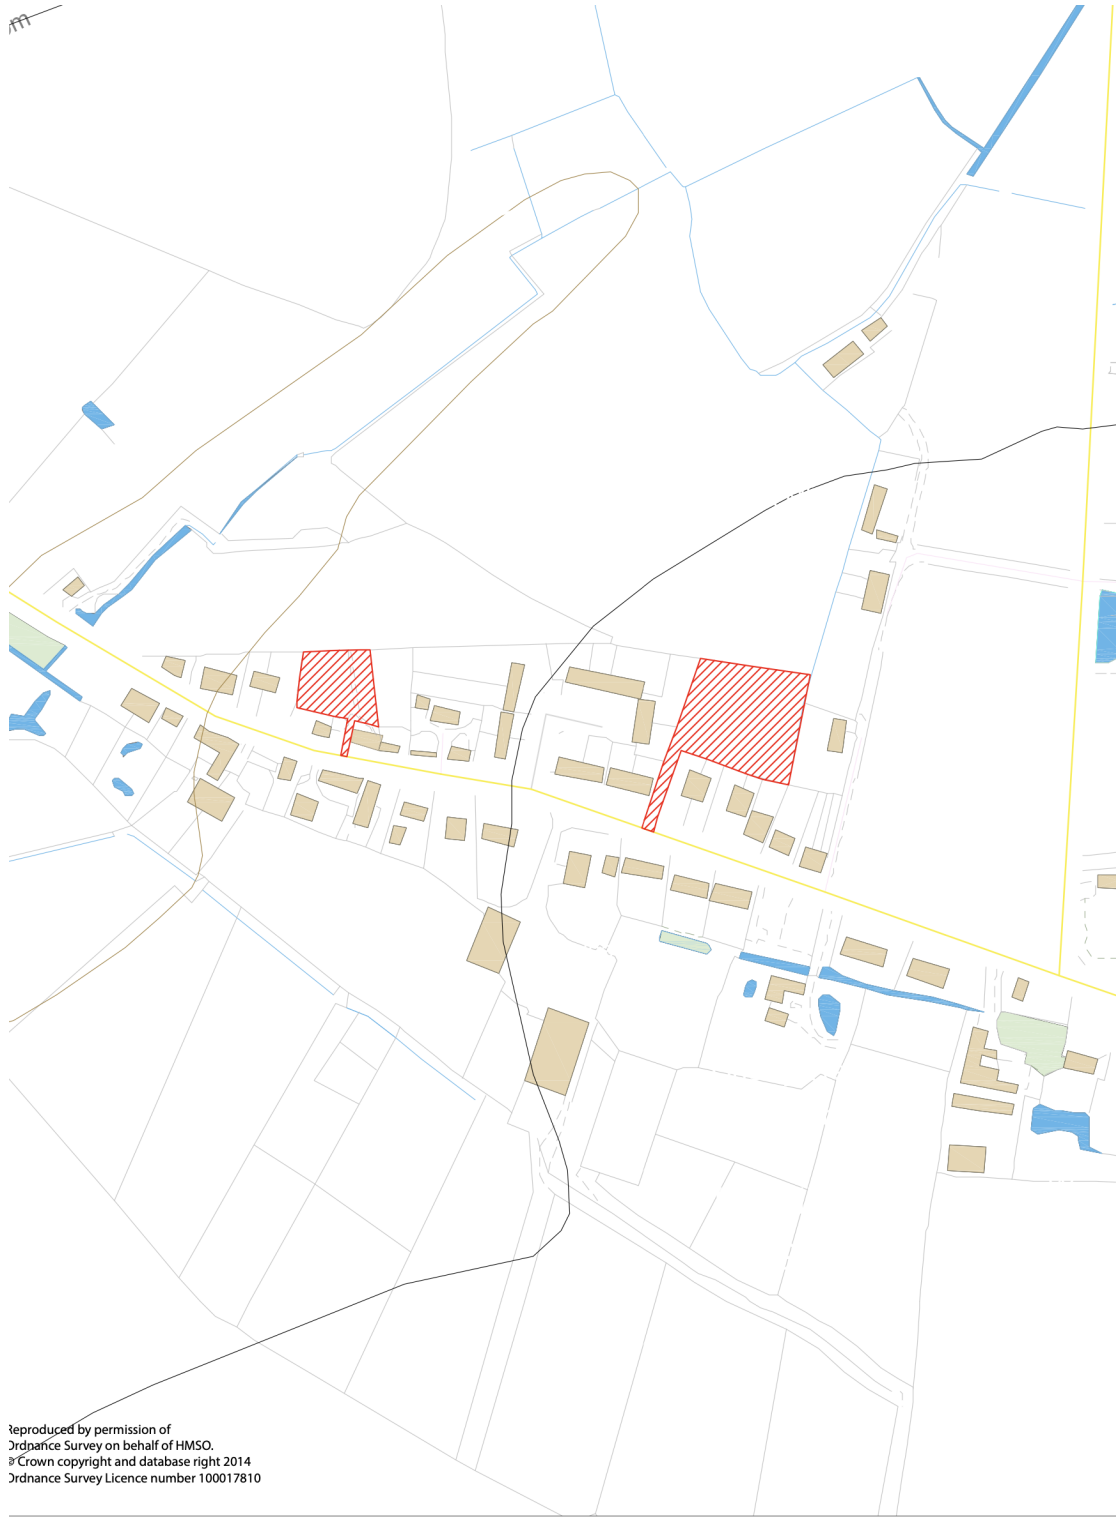 m
Reproduced by permission of
Ordnance Survey on behalf of HMSO.
© Crown copyright and database right 2014
Ordnance Survey Licence number 100017810